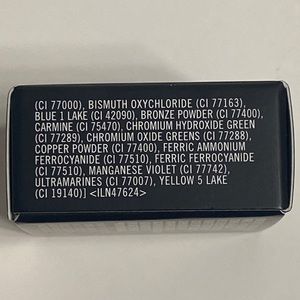 (CI 77000), BISMUTH OXYCHLORIDE (CI 77163),
BLUE 1 LAKE (CI 42090), BRONZE POWDER (CI 77400),
CARMINE (CI 75470), CHROMIUM HYDROXIDE GREEN
(CI 77289), CHROMIUM OXIDE GREENS (CI 77288),
COPPER POWDER (CI 77400), FERRIC AMMONIUM
FERROCYANIDE (CI 77510), FERRIC FERROCYANIDE
(CI 77510), MANGANESE VIOLET (CI 77742),
ULTRAMARINES (CI 77007), YELLOW 5 LAKE
(CI 19140)] <ILN47624>